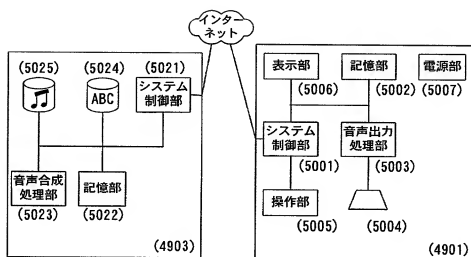 インター
ネット
(5025)
(5024)
(5021)
ABC
システム
制御部
音声合成
処理部
(5023)
記憶部
(5022)
(4903)
表示部
(5006)
記憶部
(5002)
電源部
(5007)
システム
制御部
(5001)
音声出力
処理部
(5003)
操作部
(5005)
(5004)
(4901)